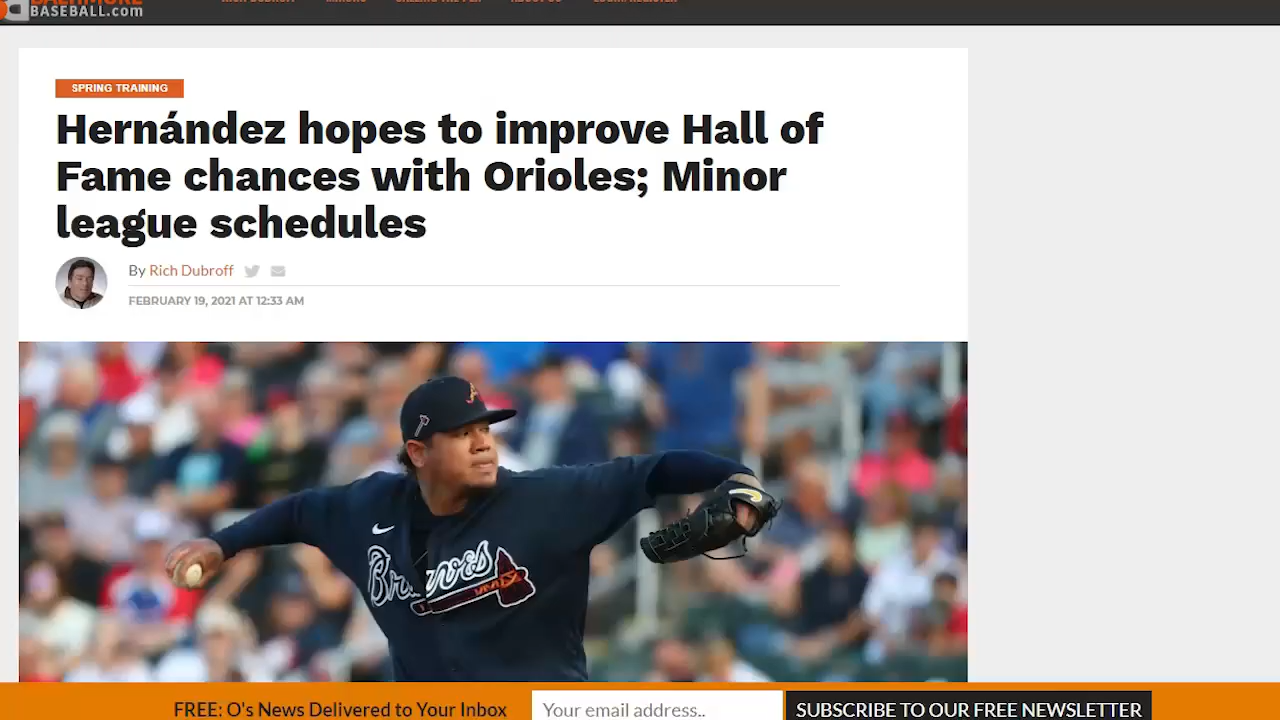 BASEBALL.com
SPRING TRAINING
Hernández hopes to improve Hall of
Fame chances with Orioles; Minor
league schedules
By Rich Dubroff
FEBRUARY 19, 2021 AT 12:33 AM
Braves
FREE: O's News Delivered to Your Inbox
Your email address..
SUBSCRIBE TO OUR FREE NEWSLETTER